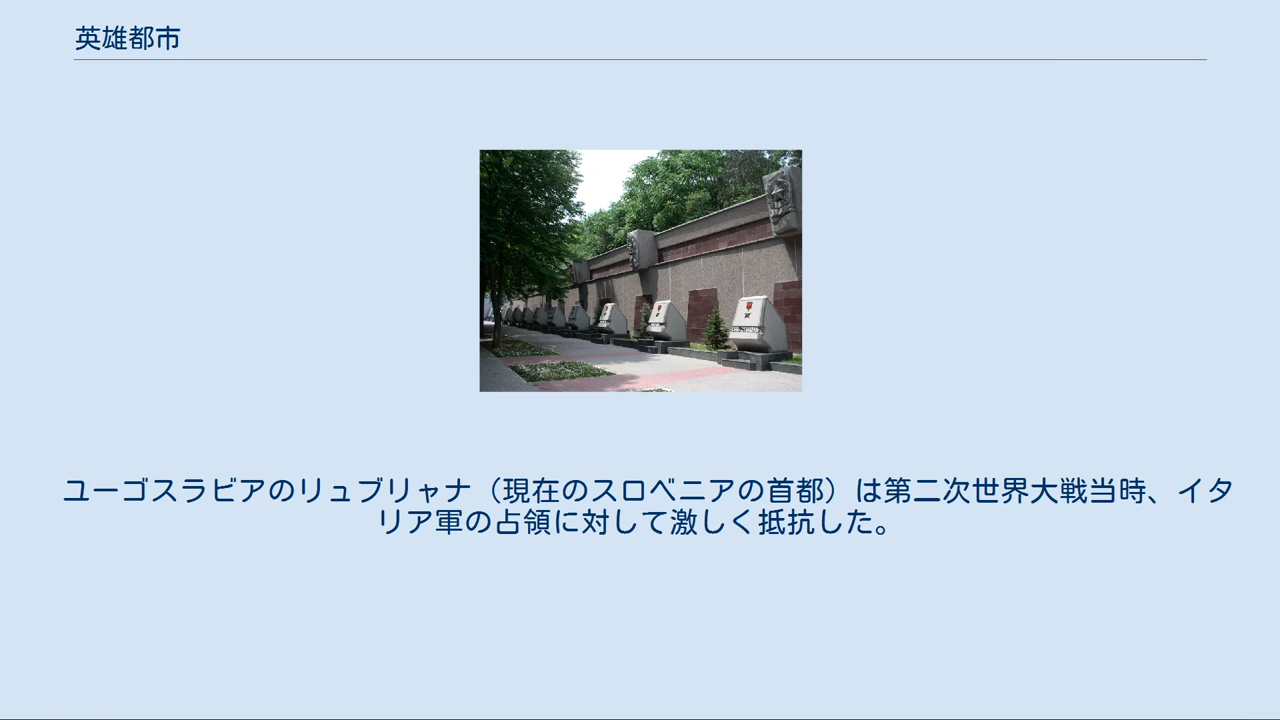 英雄都市
ユーゴスラビアのリュブリャナ（現在のスロベニアの首都）は第二次世界大戦当時、イタ
リア軍の占領に対して激しく抵抗した。